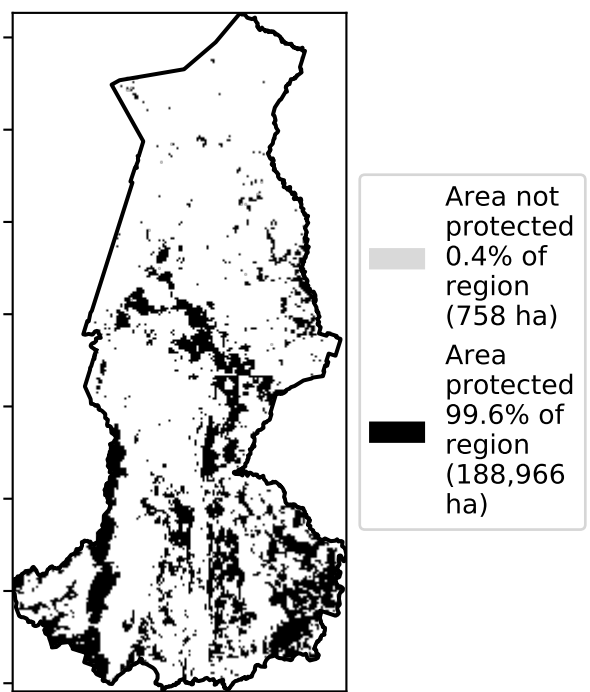 Area not
protected
0.4% of
region
(758 ha)
Area
protected
99.6% of
region
(188,966
ha)